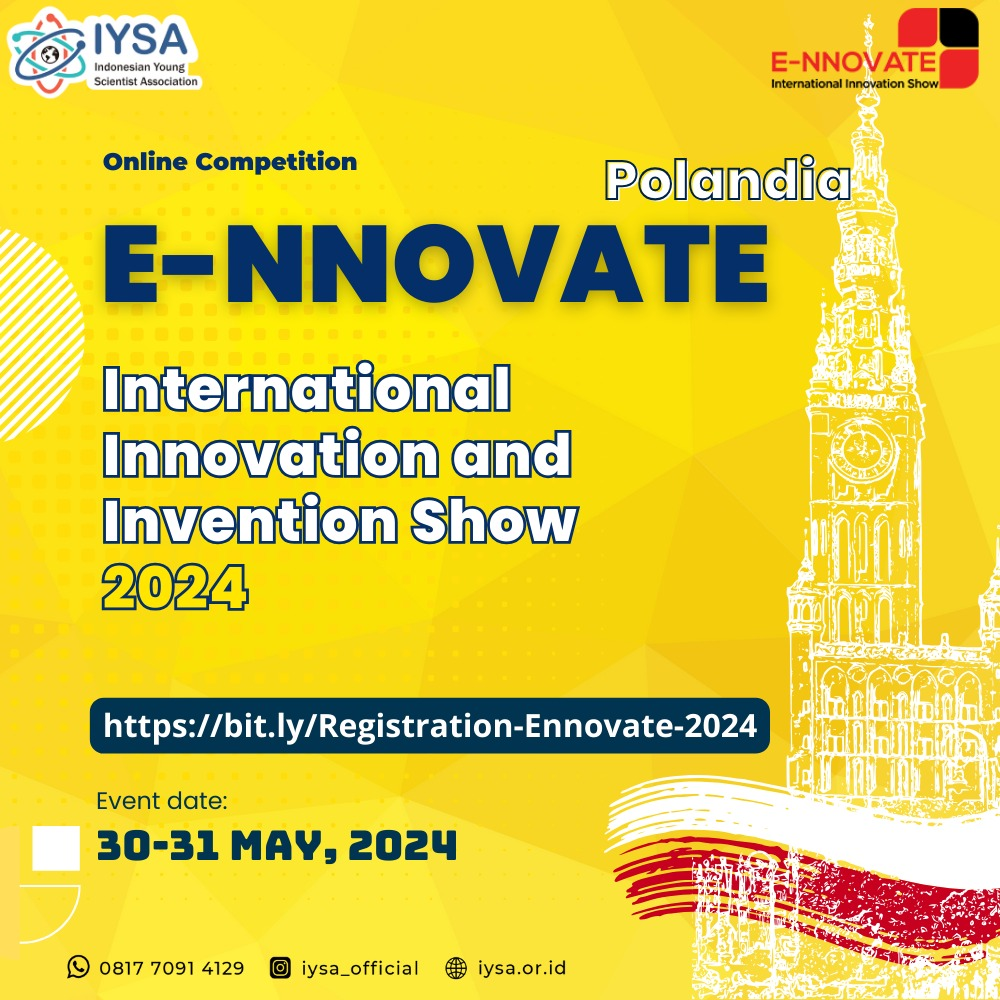 IYSA
Indonesian Young
Scientist Association
E-NNOVATE
International Innovation Show
Online Competition
Polandia
E-NNOVATE
International
Innovation and
Invention Show
2024
https://bit.ly/Registration-Ennovate-2024
Event date:
30-31 MAY, 2024
0817 7091 4129
iysa_official
iysa.or.id